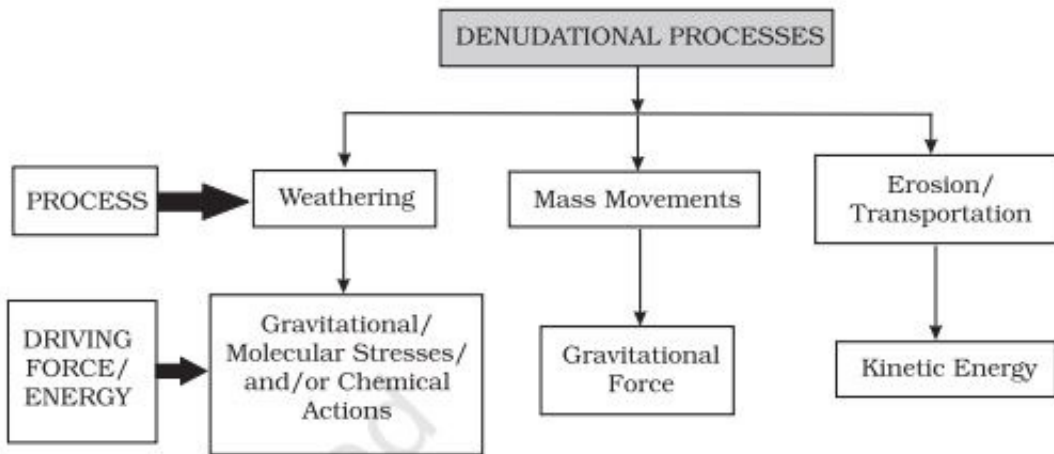 DENUDATIONAL PROCESSES
PROCESS
Weathering
Mass Movements
Erosion/
Transportation
DRIVING
FORCE/
ENERGY
Gravitational/
Molecular Stresses/
and/or Chemical
Actions
Gravitational
Force
Kinetic Energy